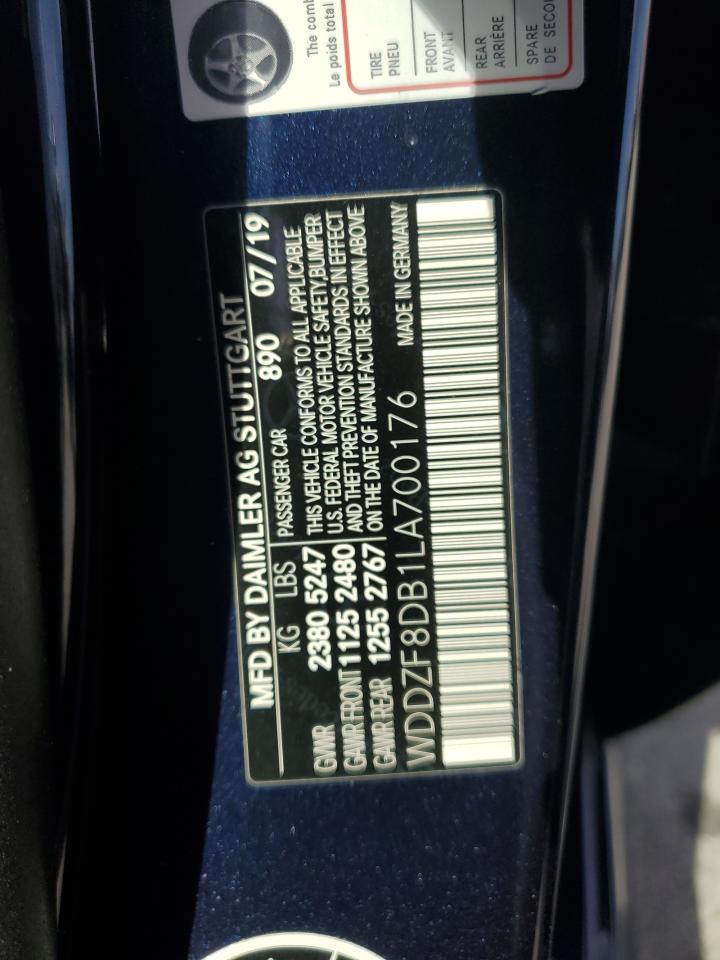 The comb
Le poids total
TIRE
PNEU
FRONT
AVANT
REAR
ARRIÈRE
SPARE
DE SECOU
MFD BY DAIMLER AG STUTTGART
KG LBS PASSENGER CAR 890 07/19
GVWR 2380 5247
GAWR FRONT 1125 2480
GAWR REAR 1255 2767
THIS VEHICLE CONFORMS TO ALL APPLICABLE
U.S. FEDERAL MOTOR VEHICLE SAFETY,BUMPER
AND THEFT PREVENTION STANDARDS IN EFFECT
ON THE DATE OF MANUFACTURE SHOWN ABOVE
WDDZF8DB1LA700176 MADE IN GERMANY